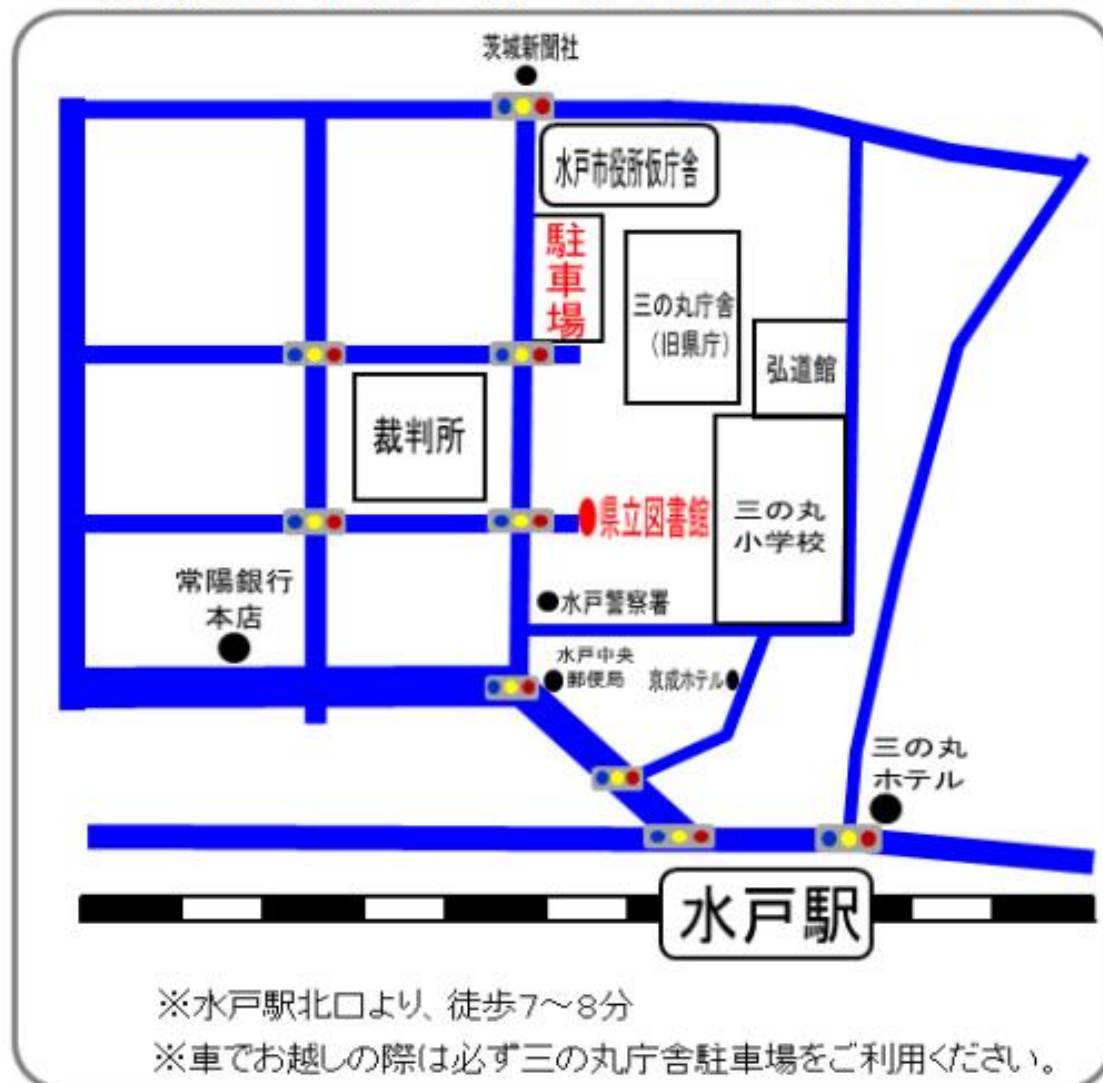 茨城新聞社
水戸市役所仮庁舎
駐
車
場
三の丸庁舎
（旧県庁）
弘道館
裁判所
県立図書館
三の丸
小学校
常陽銀行
本店
水戸警察署
水戸中央
郵便局
京成ホテル
三の丸
ホテル
水戸駅
※水戸駅北口より、徒歩7～8分
※車でお越しの際は必ず三の丸庁舎駐車場をご利用ください。